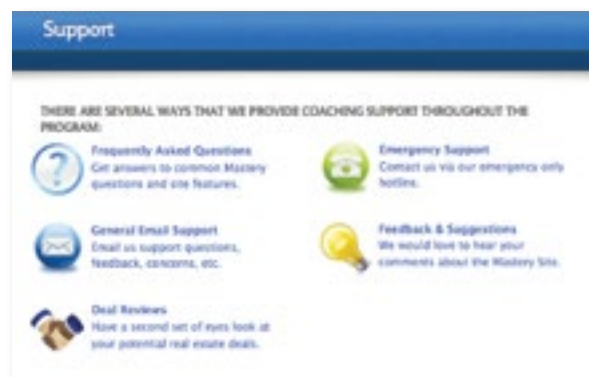 Support
THERE ARE SEVERAL WAYS THAT WE PROVIDE COACHING SUPPORT THROUGHOUT THE
PROGRAM:
Frequently Asked Questions
Get answers to common Mastery
questions and site features.
Emergency Support
Contact us via our emergency only
hotline.
General Email Support
Email us support questions,
feedback, concerns, etc.
Feedback & Suggestions
We would love to hear your
comments about the Mastery Site.
Deal Reviews
Have a second set of eyes look at
your potential real estate deals.